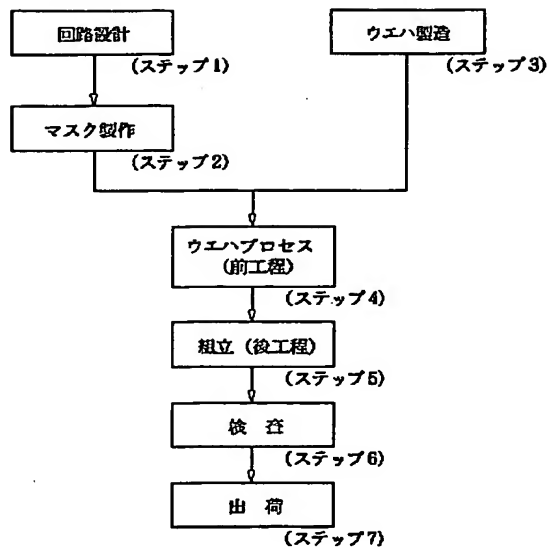 回路設計
(ステップ1)
ウエハ製造
(ステップ3)
マスク製作
(ステップ2)
ウエハプロセス
(前工程)
(ステップ4)
組立(後工程)
(ステップ5)
検 査
(ステップ6)
出 荷
(ステップ7)